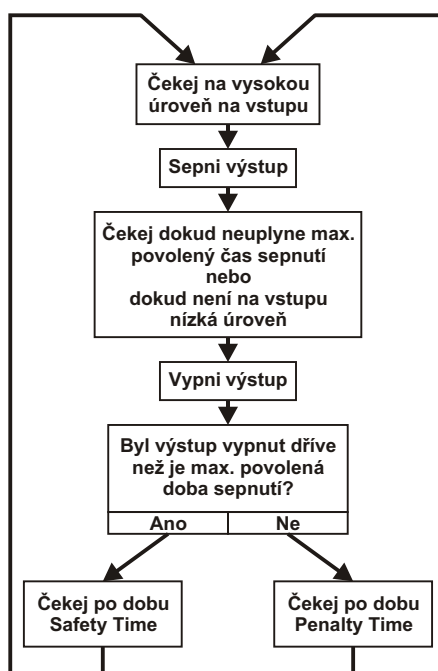 Čekej na vysokou
úroveň na vstupu
Sepni výstup
Čekej dokud neuplyne max.
povolený čas sepnutí
nebo
dokud není na vstupu
nízká úroveň
Vypni výstup
Byl výstup vypnut dříve
než je max. povolená
doba sepnutí?
Ano
Ne
Čekej po dobu
Safety Time
Čekej po dobu
Penalty Time